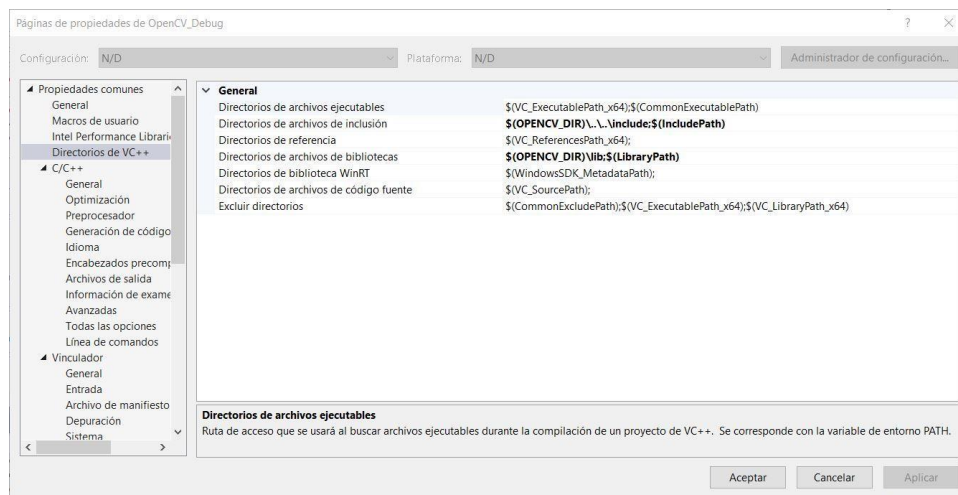 Páginas de propiedades de OpenCV_Debug
?
Configuración: N/D
Plataforma: N/D
Administrador de configuración...
Propiedades comunes
General
Macros de usuario
Intel Performance Librari
Directorios de VC++
C/C++
General
Optimización
Preprocesador
Generación de código
Idioma
Encabezados precomp
Archivos de salida
Información de exame
Avanzadas
Todas las opciones
Línea de comandos
Vinculador
General
Entrada
Archivo de manifiesto
Depuración
Sistema
General
Directorios de archivos ejecutables $(VC_ExecutablePath_x64);$(CommonExecutablePath)
Directorios de archivos de inclusión $(OPENCV_DIR)\..\..\include;$(IncludePath)
Directorios de referencia $(VC_ReferencesPath_x64);
Directorios de archivos de bibliotecas $(OPENCV_DIR)\lib;$(LibraryPath)
Directorios de biblioteca WinRT $(WindowsSDK_MetadataPath);
Directorios de archivos de código fuente $(VC_SourcePath);
Excluir directorios $(CommonExcludePath);$(VC_ExecutablePath_x64);$(VC_LibraryPath_x64)
Directorios de archivos ejecutables
Ruta de acceso que se usará al buscar archivos ejecutables durante la compilación de un proyecto de VC++. Se corresponde con la variable de entorno PATH.
Aceptar
Cancelar
Aplicar